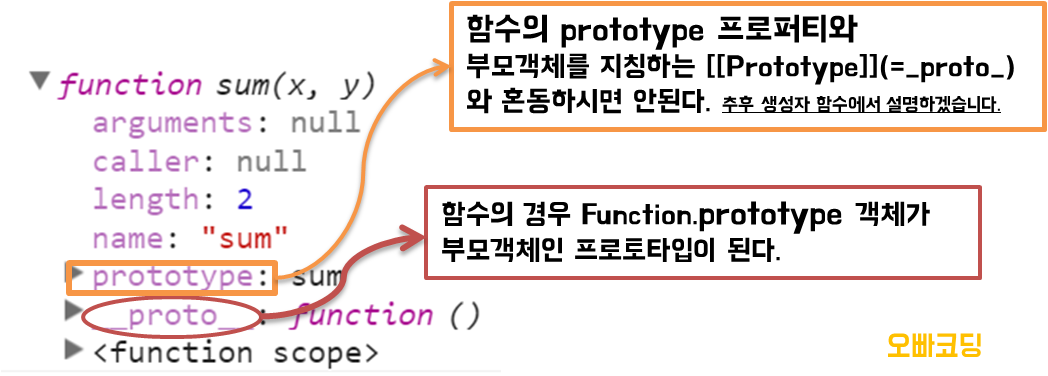 함수의 prototype 프로퍼티와
부모객체를 지칭하는 [[Prototype]](=_proto_)
와 혼동하시면 안된다. 추후 생성자 함수에서 설명하겠습니다.
function sum(x, y)
arguments: null
caller: null
length: 2
name: "sum"
prototype: sum
__proto__: function ()
<function scope>
함수의 경우 Function.prototype 객체가
부모객체인 프로토타입이 된다.
오빠코딩